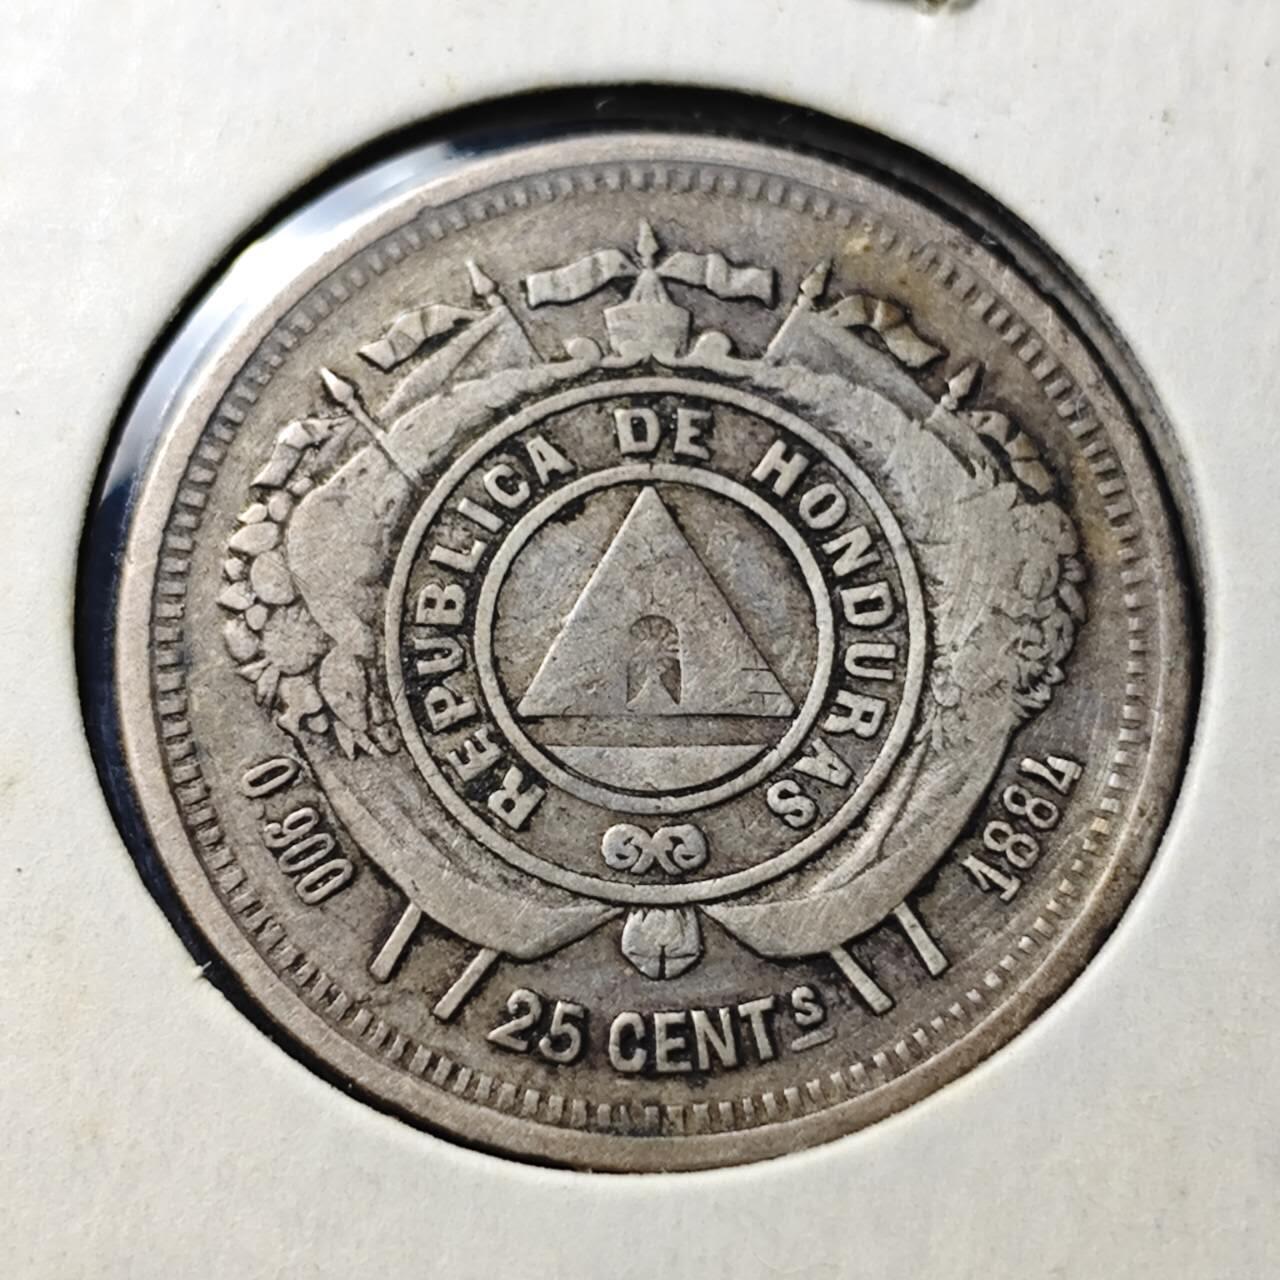 REPUBLICA DE HONDURAS
0.900
25 CENTS
1884